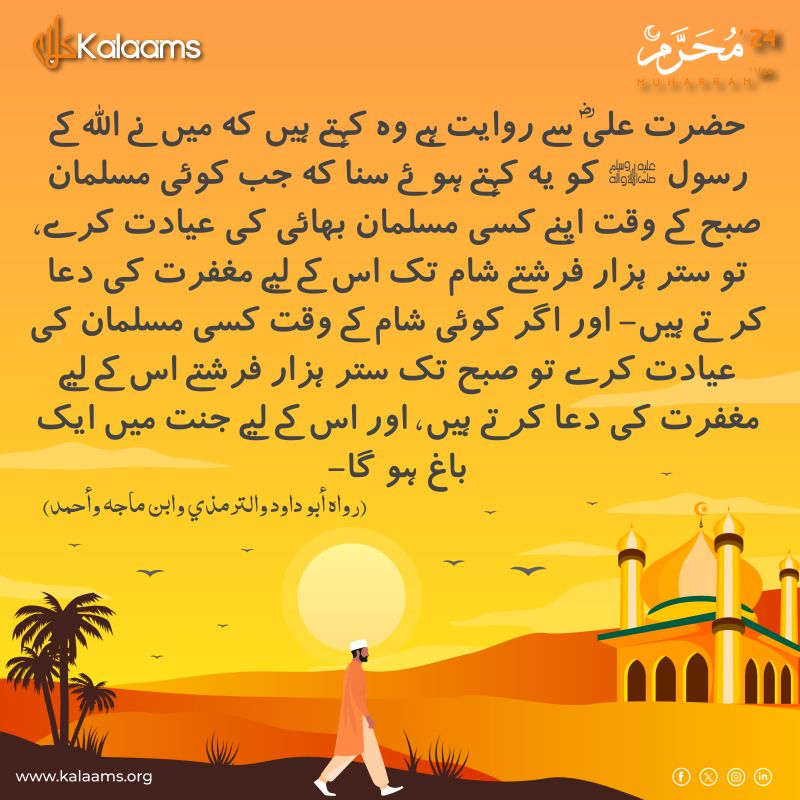 كلام Kalaams
مُحَرَّم 24
MUHARRAM
حضرت علیؓ سے روایت ہے وہ کہتے ہیں کہ میں نے اللہ کے
رسول ﷺ کو یہ کہتے ہوئے سنا کہ جب کوئی مسلمان
صبح کے وقت اپنے کسی مسلمان بھائی کی عیادت کرے،
تو ستر ہزار فرشتے شام تک اس کے لیے مغفرت کی دعا
کرتے ہیں- اور اگر کوئی شام کے وقت کسی مسلمان کی
عیادت کرے تو صبح تک ستر ہزار فرشتے اس کے لیے
مغفرت کی دعا کرتے ہیں، اور اس کے لیے جنت میں ایک
باغ ہو گا-
(رواه أبو داود والترمذي وابن ماجه وأحمد)
www.kalaams.org